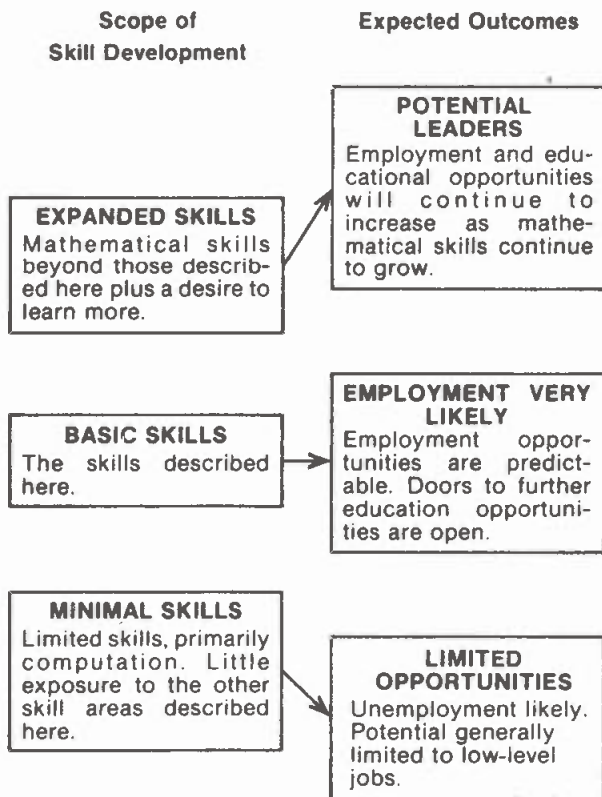 Scope of
Skill Development
Expected Outcomes
EXPANDED SKILLS
Mathematical skills
beyond those describ-
ed here plus a desire to
learn more.
POTENTIAL
LEADERS
Employment and edu-
cational opportunities
will continue to
increase as mathe-
matical skills continue
to grow.
BASIC SKILLS
The skills described
here.
EMPLOYMENT VERY
LIKELY
Employment oppor-
tunities are predict-
able. Doors to further
education opportuni-
ties are open.
MINIMAL SKILLS
Limited skills, primarily
computation. Little
exposure to the other
skill areas described
here.
LIMITED
OPPORTUNITIES
Unemployment likely.
Potential generally
limited to low-level
jobs.